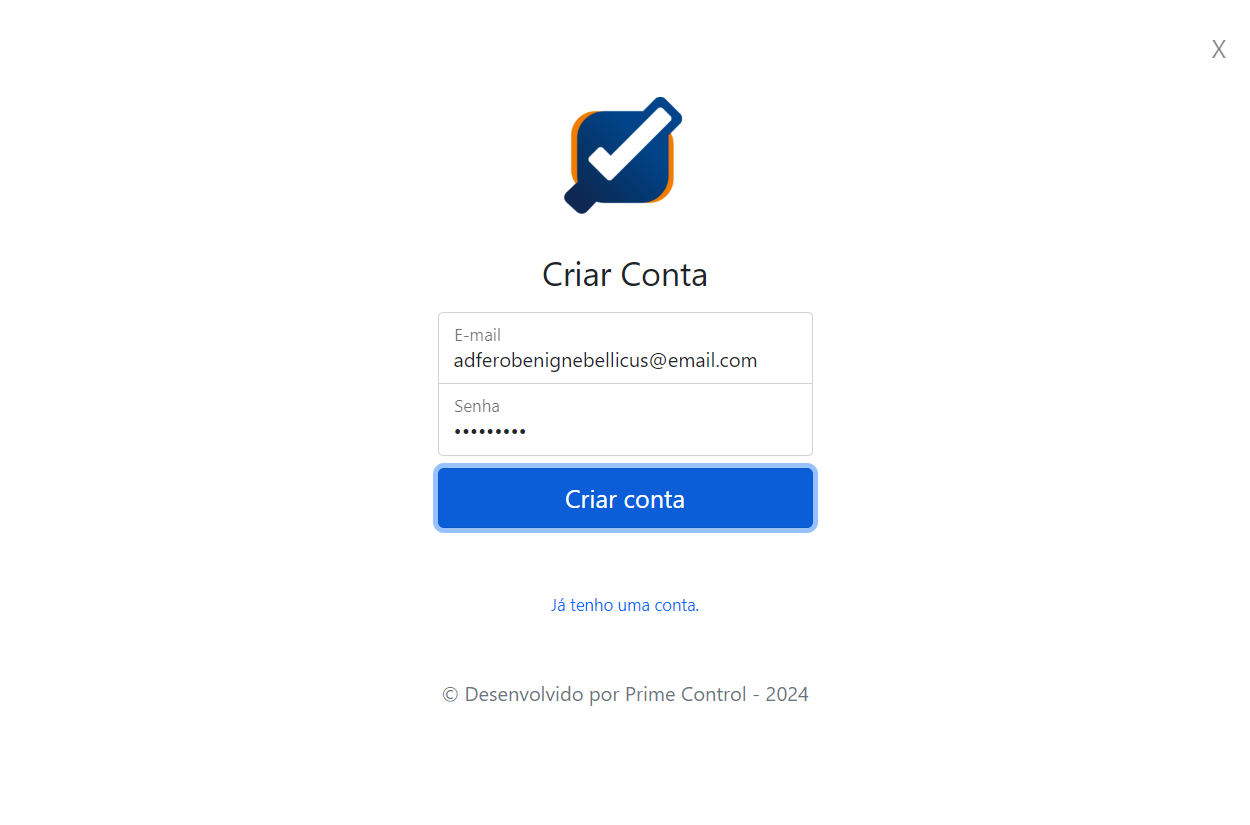 X
Criar Conta
E-mail
adferobenignebellicus@email.com
Senha
•••••••••
Criar conta
Já tenho uma conta.
© Desenvolvido por Prime Control - 2024